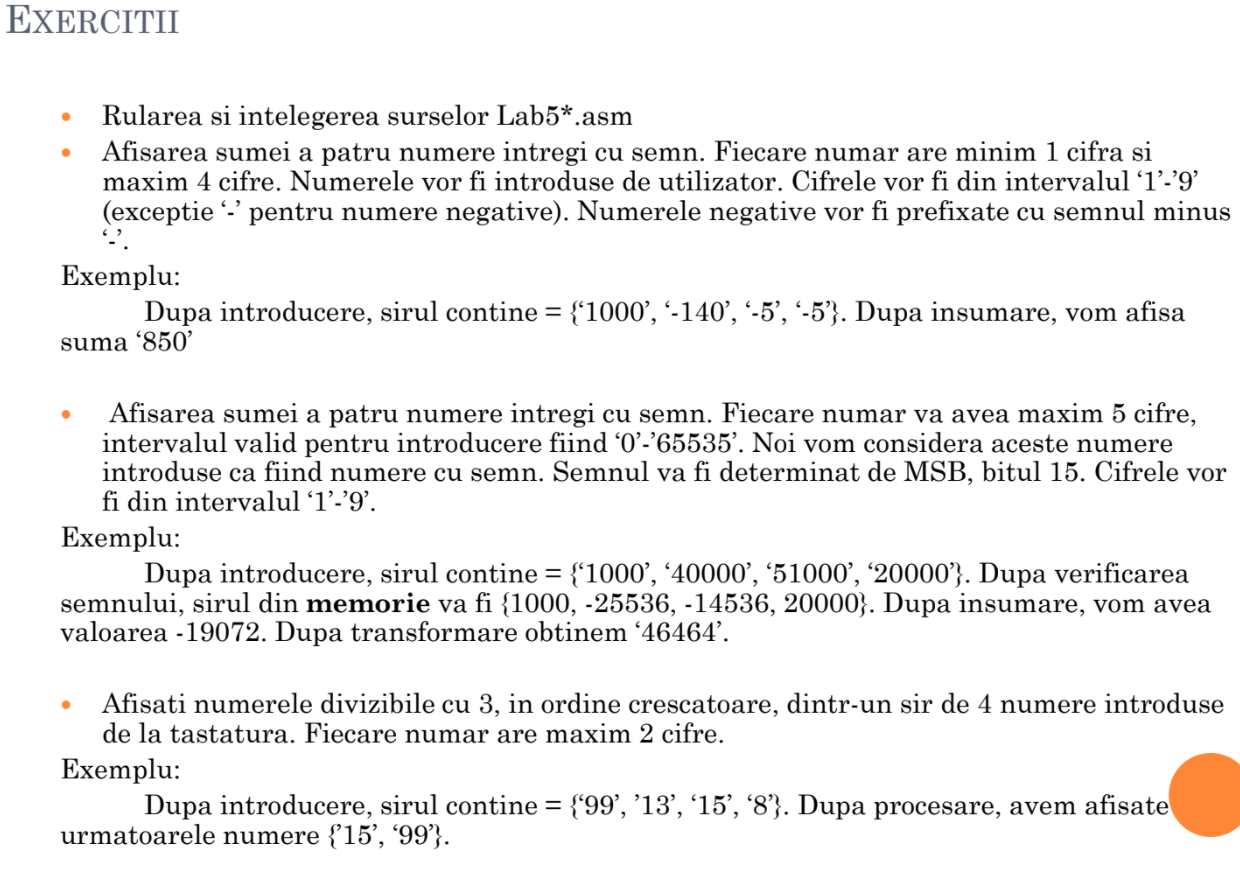 EXERCITII
• Rularea si intelegerea surselor Lab5*.asm
• Afisarea sumei a patru numere intregi cu semn. Fiecare numar are minim 1 cifra si
maxim 4 cifre. Numerele vor fi introduse de utilizator. Cifrele vor fi din intervalul ‘1’-’9’
(exceptie ‘-’ pentru numere negative). Numerele negative vor fi prefixate cu semnul minus
‘-’.
Exemplu:
Dupa introducere, sirul contine = {‘1000’, ‘-140’, ‘-5’, ‘-5’}. Dupa insumare, vom afisa
suma ‘850’
• Afisarea sumei a patru numere intregi cu semn. Fiecare numar va avea maxim 5 cifre,
intervalul valid pentru introducere fiind ‘0’-’65535’. Noi vom considera aceste numere
introduse ca fiind numere cu semn. Semnul va fi determinat de MSB, bitul 15. Cifrele vor
fi din intervalul ‘1’-’9’.
Exemplu:
Dupa introducere, sirul contine = {‘1000’, ‘40000’, ‘51000’, ‘20000’}. Dupa verificarea
semnului, sirul din memorie va fi {1000, -25536, -14536, 20000}. Dupa insumare, vom avea
valoarea -19072. Dupa transformare obtinem ‘46464’.
• Afisati numerele divizibile cu 3, in ordine crescatoare, dintr-un sir de 4 numere introduse
de la tastatura. Fiecare numar are maxim 2 cifre.
Exemplu:
Dupa introducere, sirul contine = {‘99’, ’13’, ‘15’, ‘8’}. Dupa procesare, avem afisate
urmatoarele numere {’15’, ‘99’}.